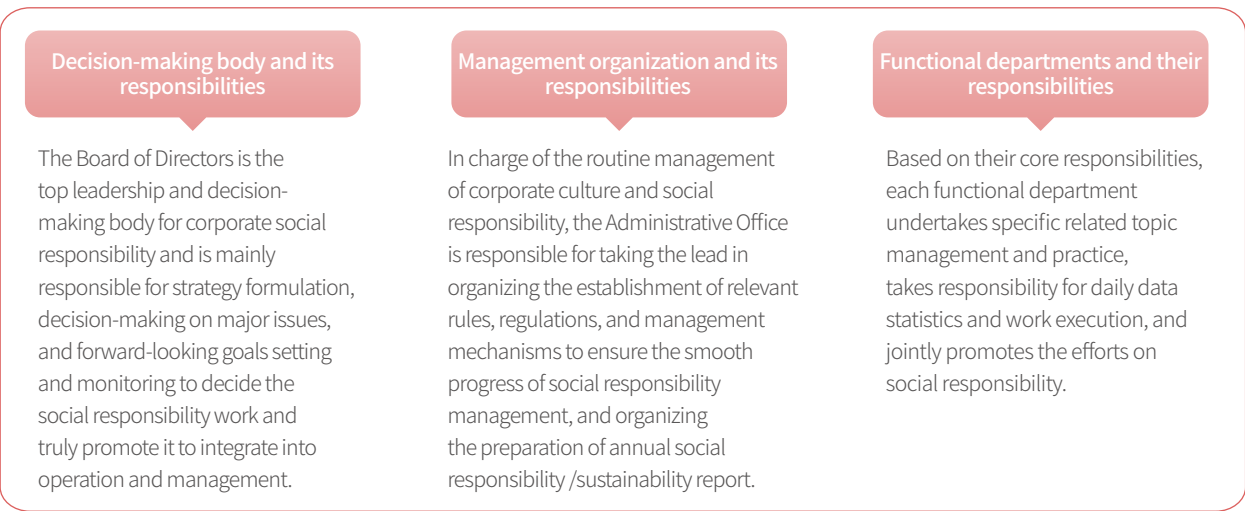 Decision-making body and its
responsibilities
The Board of Directors is the
top leadership and decision-
making body for corporate social
responsibility and is mainly
responsible for strategy formulation,
decision-making on major issues,
and forward-looking goals setting
and monitoring to decide the
social responsibility work and
truly promote it to integrate into
operation and management.
Management organization and its
responsibilities
In charge of the routine management
of corporate culture and social
responsibility, the Administrative Office
is responsible for taking the lead in
organizing the establishment of relevant
rules, regulations, and management
mechanisms to ensure the smooth
progress of social responsibility
management, and organizing
the preparation of annual social
responsibility /sustainability report.
Functional departments and their
responsibilities
Based on their core responsibilities,
each functional department
undertakes specific related topic
management and practice,
takes responsibility for daily data
statistics and work execution, and
jointly promotes the efforts on
social responsibility.